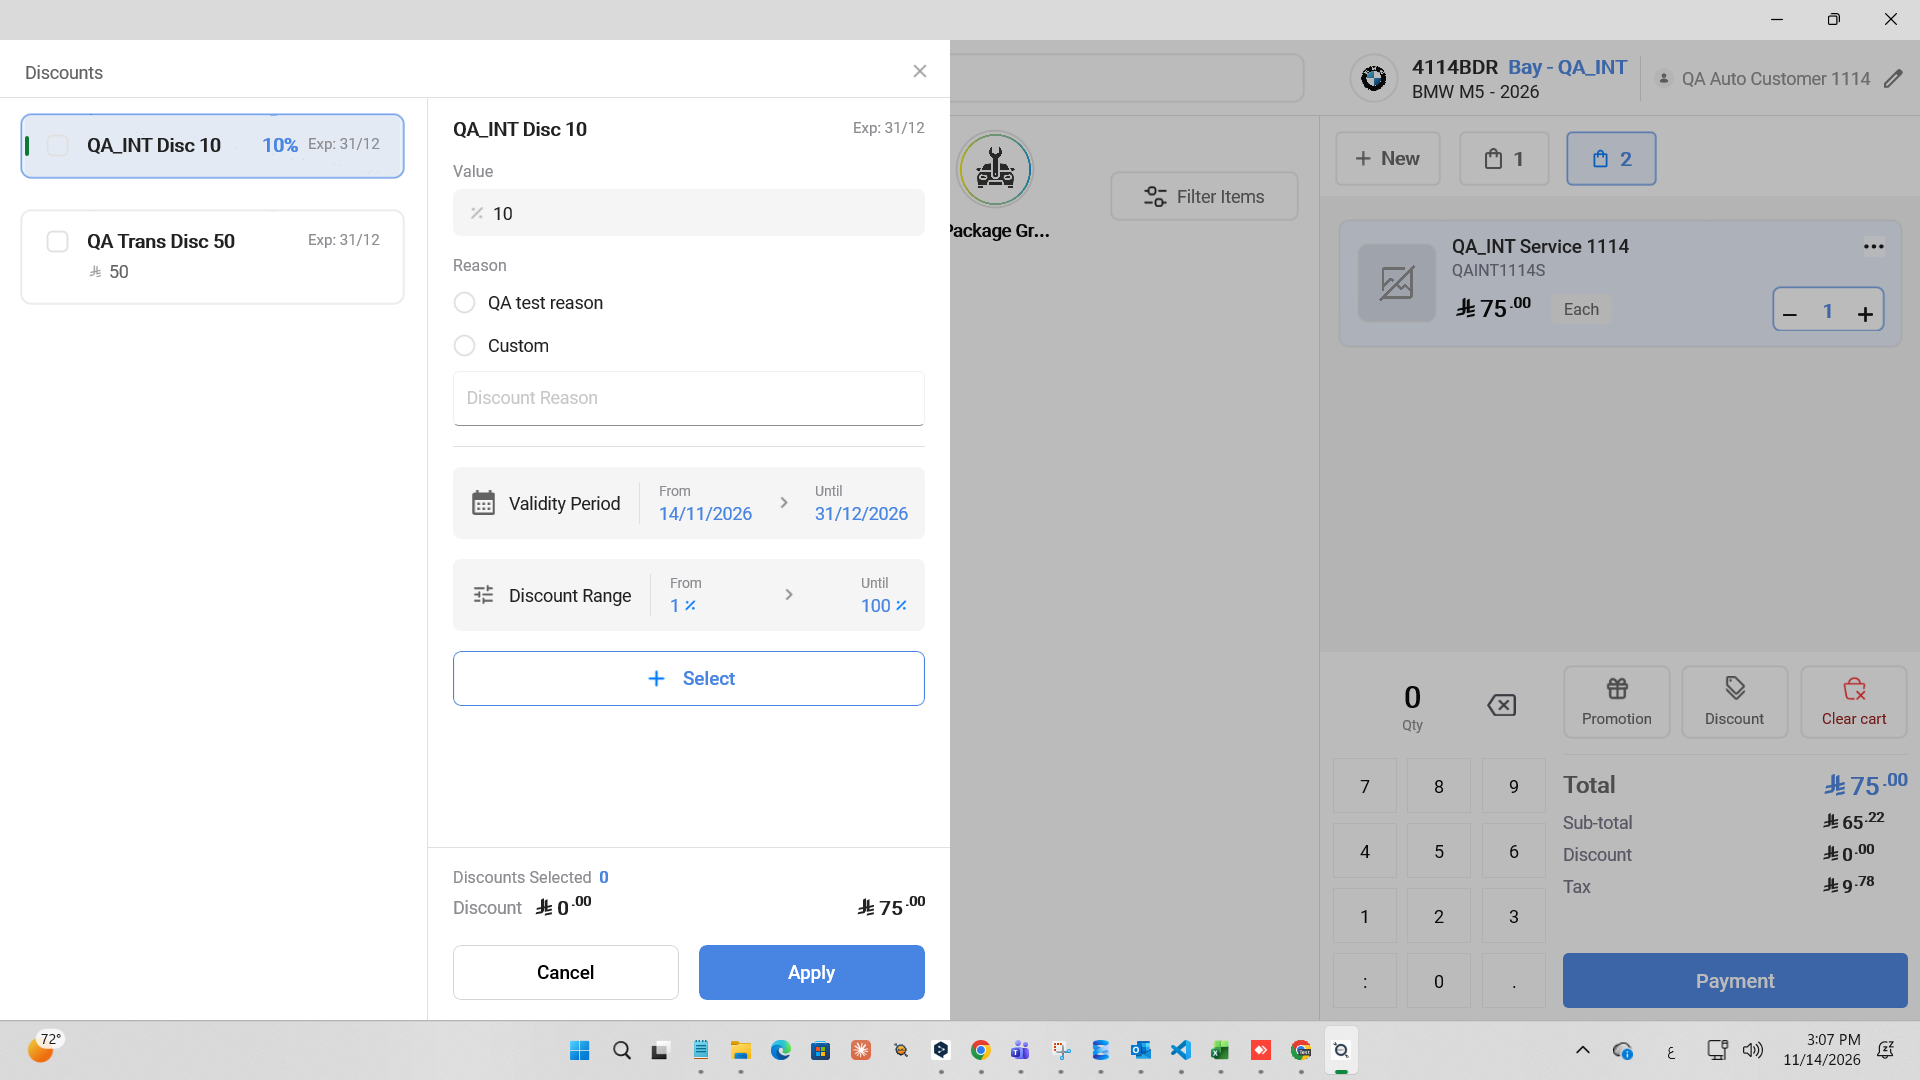 Discounts
QA_INT Disc 10 10% Exp: 31/12
QA Trans Disc 50 Exp: 31/12
50
QA_INT Disc 10 Exp: 31/12
Value
% 10
Reason
QA test reason
Custom
Discount Reason
Validity Period From 14/11/2026 Until 31/12/2026
Discount Range From 1 % Until 100 %
+ Select
Discounts Selected 0
Discount 0.00 75.00
Cancel Apply
Package Gr...
Filter Items
4114BDR Bay - QA_INT
BMW M5 - 2026
QA Auto Customer 1114
+ New 1 2
QA_INT Service 1114 •••
QAINT1114S
75.00 Each − 1 +
0
Qty
Promotion Discount Clear cart
7 8 9
4 5 6
1 2 3
: 0 .
Total 75.00
Sub-total 65.22
Discount 0.00
Tax 9.78
Payment
72°
ع
3:07 PM
11/14/2026